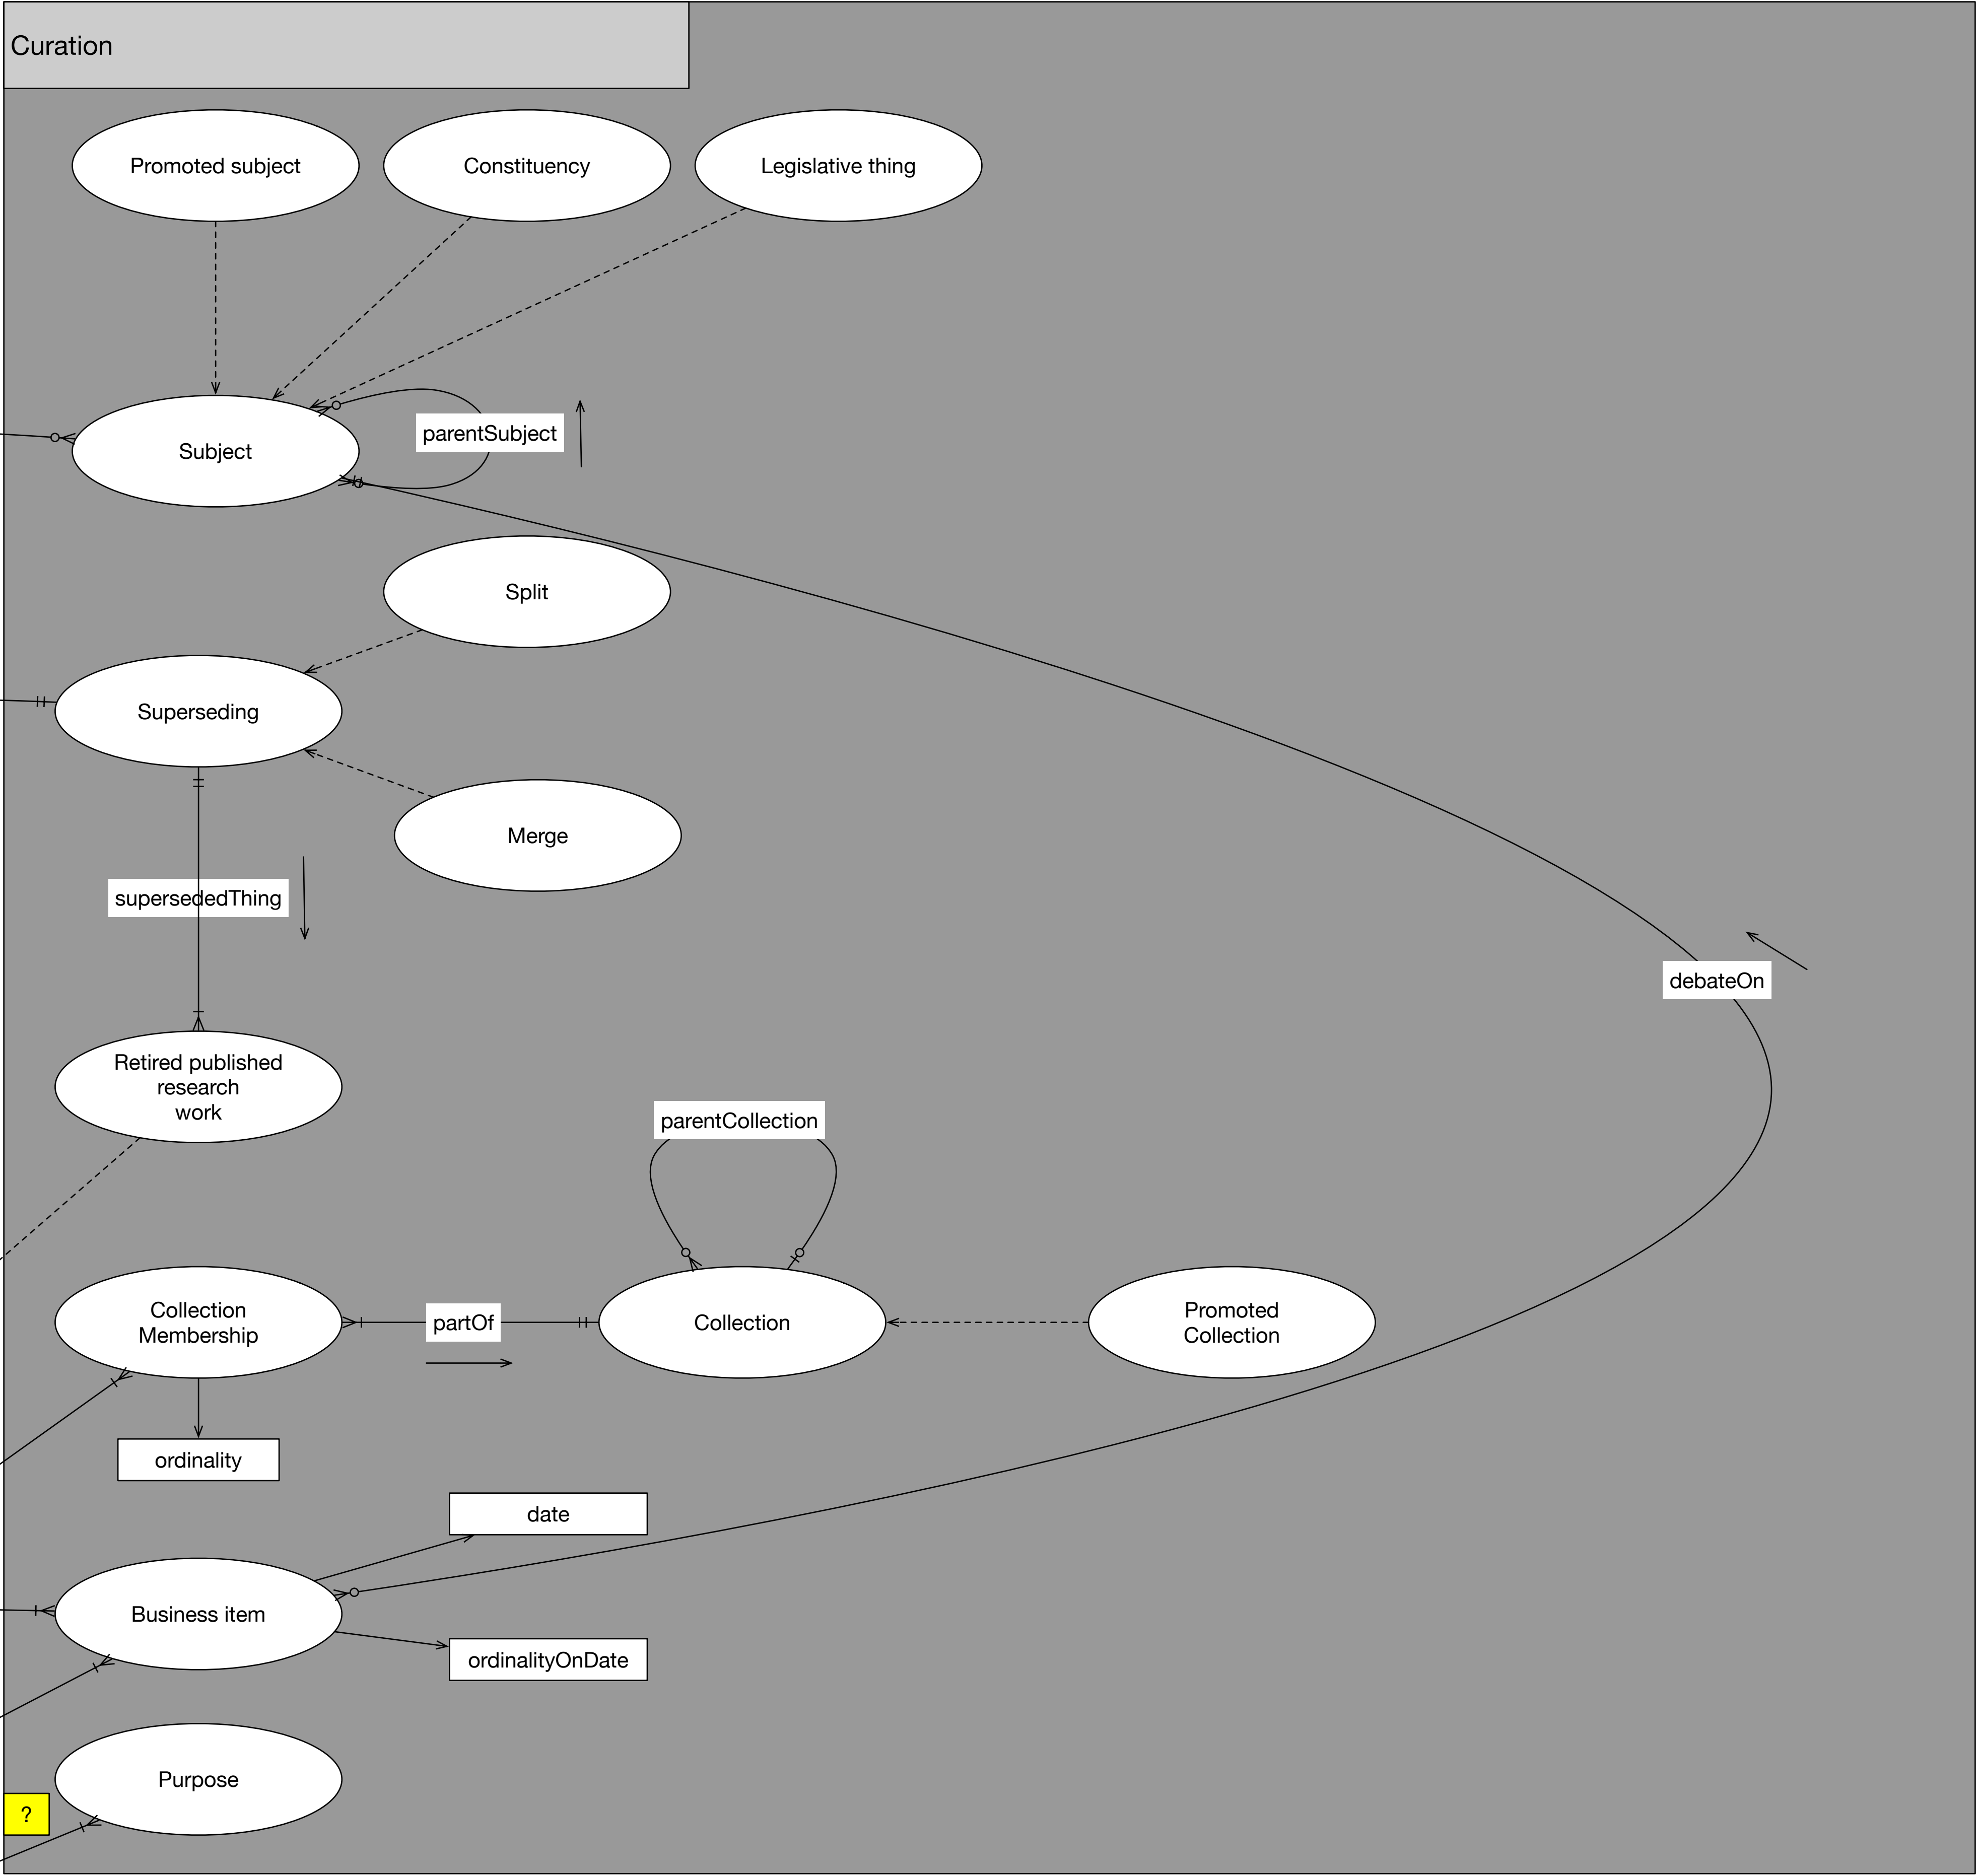 Curation
Promoted subject
Constituency
Legislative thing
parentSubject
Subject
Split
Superseding
Merge
supersededThing
debateOn
Retired published
research
work
parentCollection
Collection
Membership
partOf
Collection
Promoted
Collection
ordinality
date
Business item
ordinalityOnDate
Purpose
?